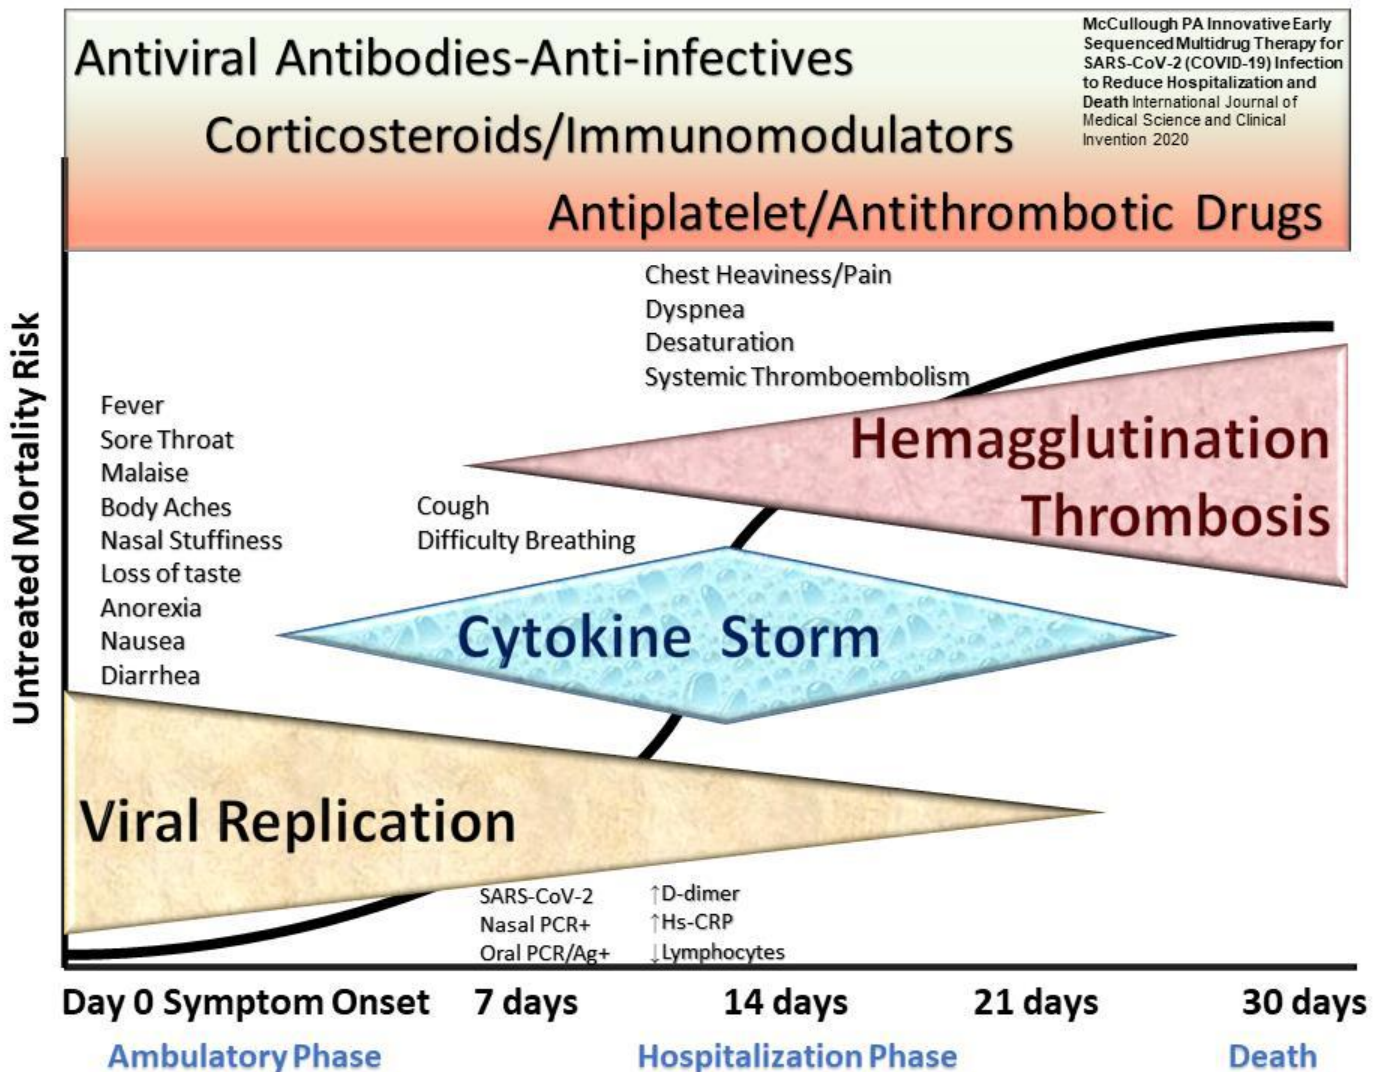 Antiviral Antibodies-Anti-infectives
Corticosteroids/Immunomodulators
Antiplatelet/Antithrombotic Drugs
McCullough PA Innovative Early
Sequenced Multidrug Therapy for
SARS-CoV-2 (COVID-19) Infection
to Reduce Hospitalization and
Death International Journal of
Medical Science and Clinical
Invention 2020
Untreated Mortality Risk
Chest Heaviness/Pain
Dyspnea
Desaturation
Systemic Thromboembolism
Fever
Sore Throat
Malaise
Body Aches
Nasal Stuffiness
Loss of taste
Anorexia
Nausea
Diarrhea
Cough
Difficulty Breathing
Hemagglutination
Thrombosis
Cytokine Storm
Viral Replication
SARS-CoV-2
Nasal PCR+
Oral PCR/Ag+
↑D-dimer
↑Hs-CRP
↓Lymphocytes
Day 0 Symptom Onset 7 days 14 days 21 days 30 days
Ambulatory Phase Hospitalization Phase Death